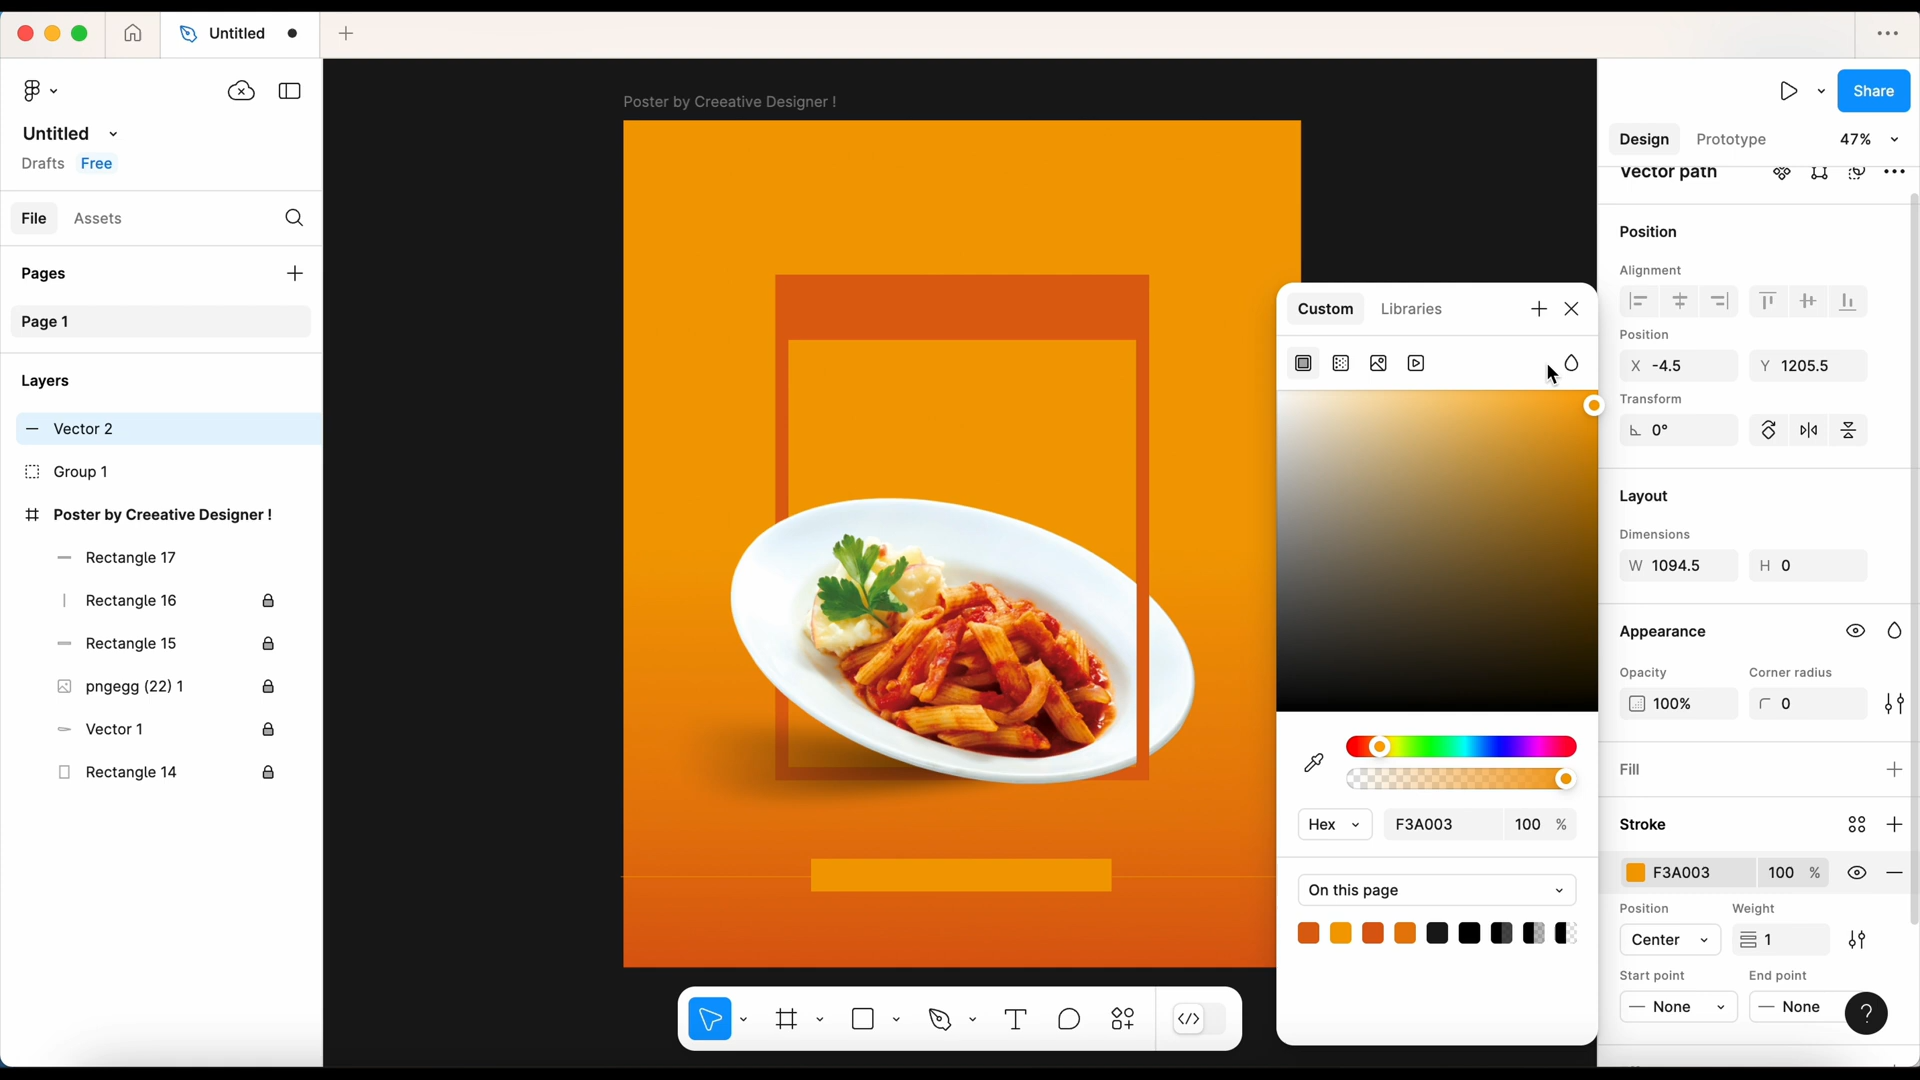 Untitled
Untitled
Drafts Free
File Assets
Pages
Page 1
Layers
Vector 2
Group 1
Poster by Creeative Designer !
Rectangle 17
Rectangle 16
Rectangle 15
pngegg (22) 1
Vector 1
Rectangle 14
Poster by Creeative Designer !
Custom Libraries
Hex F3A003 100 %
On this page
Share
Design Prototype 47%
Vector path
Position
Alignment
Position
X -4.5 Y 1205.5
Transform
0°
Layout
Dimensions
W 1094.5 H 0
Appearance
Opacity Corner radius
100% 0
Fill
Stroke
F3A003 100 %
Position Weight
Center 1
Start point End point
None None
?